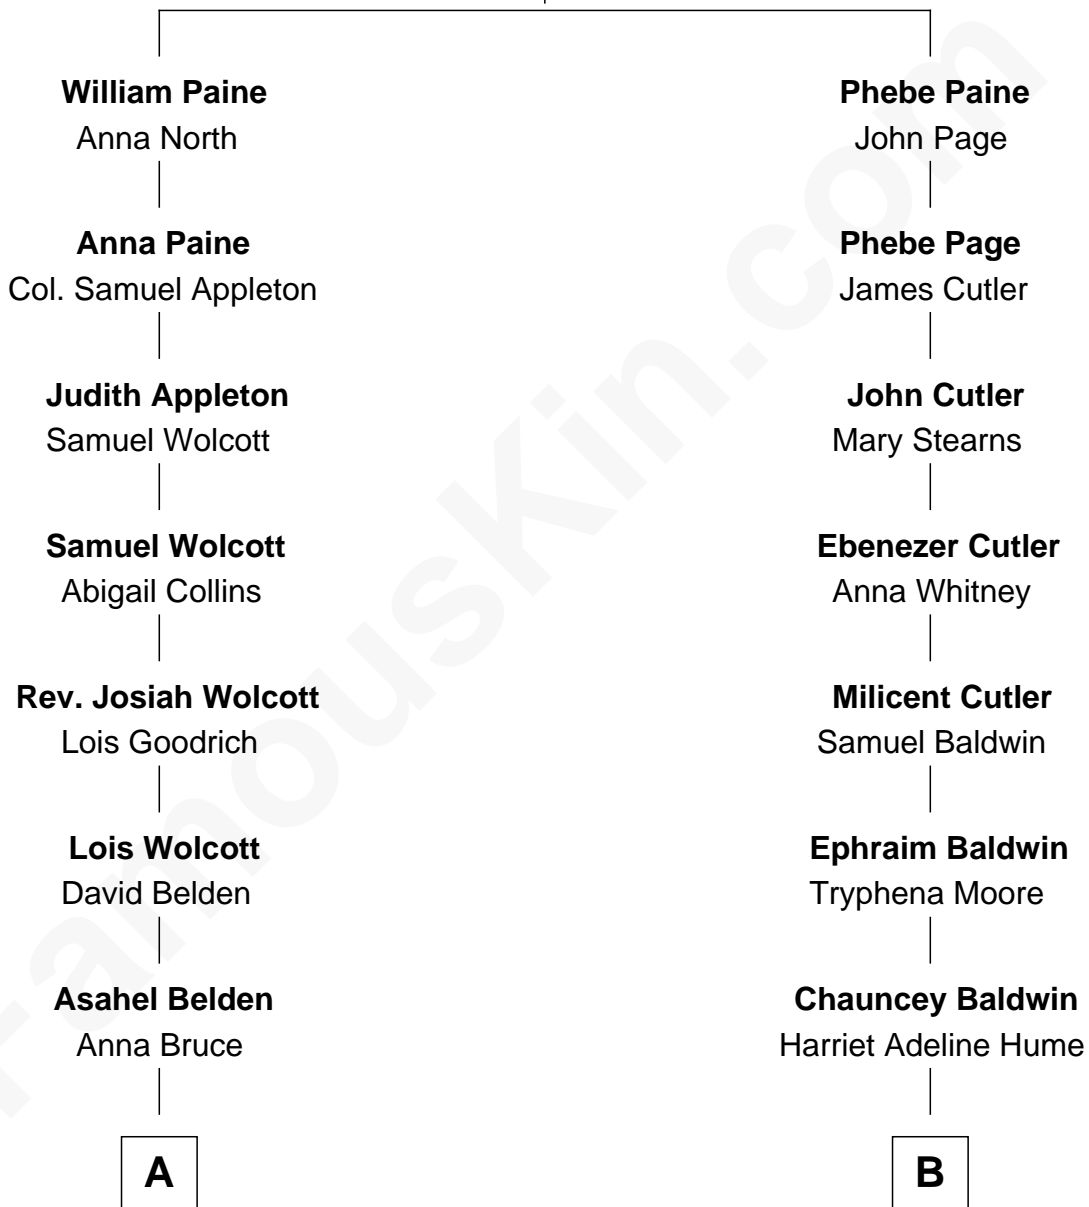 William Paine
Anna North
Phebe Paine
John Page
Anna Paine
Col. Samuel Appleton
Phebe Page
James Cutler
Judith Appleton
Samuel Wolcott
John Cutler
Mary Stearns
Samuel Wolcott
Abigail Collins
Ebenezer Cutler
Anna Whitney
Rev. Josiah Wolcott
Lois Goodrich
Milicent Cutler
Samuel Baldwin
Lois Wolcott
David Belden
Ephraim Baldwin
Tryphena Moore
Asahel Belden
Anna Bruce
Chauncey Baldwin
Harriet Adeline Hume
A
B
FamousKin.com